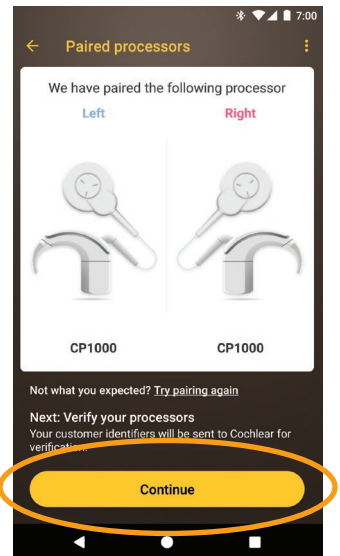 7:00
Paired processors
We have paired the following processor
Left Right
CP1000 CP1000
Not what you expected? Try pairing again
Next: Verify your processors
Your customer identifiers will be sent to Cochlear for
verification.
Continue